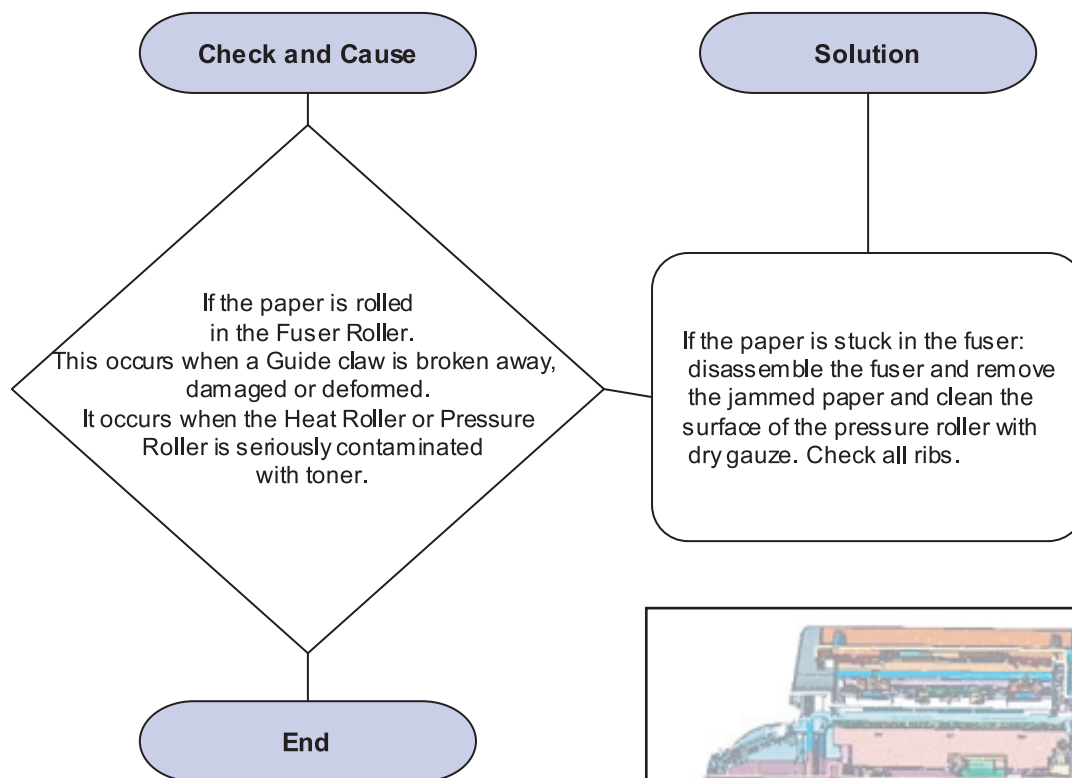 Check and Cause
Solution
If the paper is rolled
in the Fuser Roller.
This occurs when a Guide claw is broken away,
damaged or deformed.
It occurs when the Heat Roller or Pressure
Roller is seriously contaminated
with toner.
If the paper is stuck in the fuser:
disassemble the fuser and remove
the jammed paper and clean the
surface of the pressure roller with
dry gauze. Check all ribs.
End